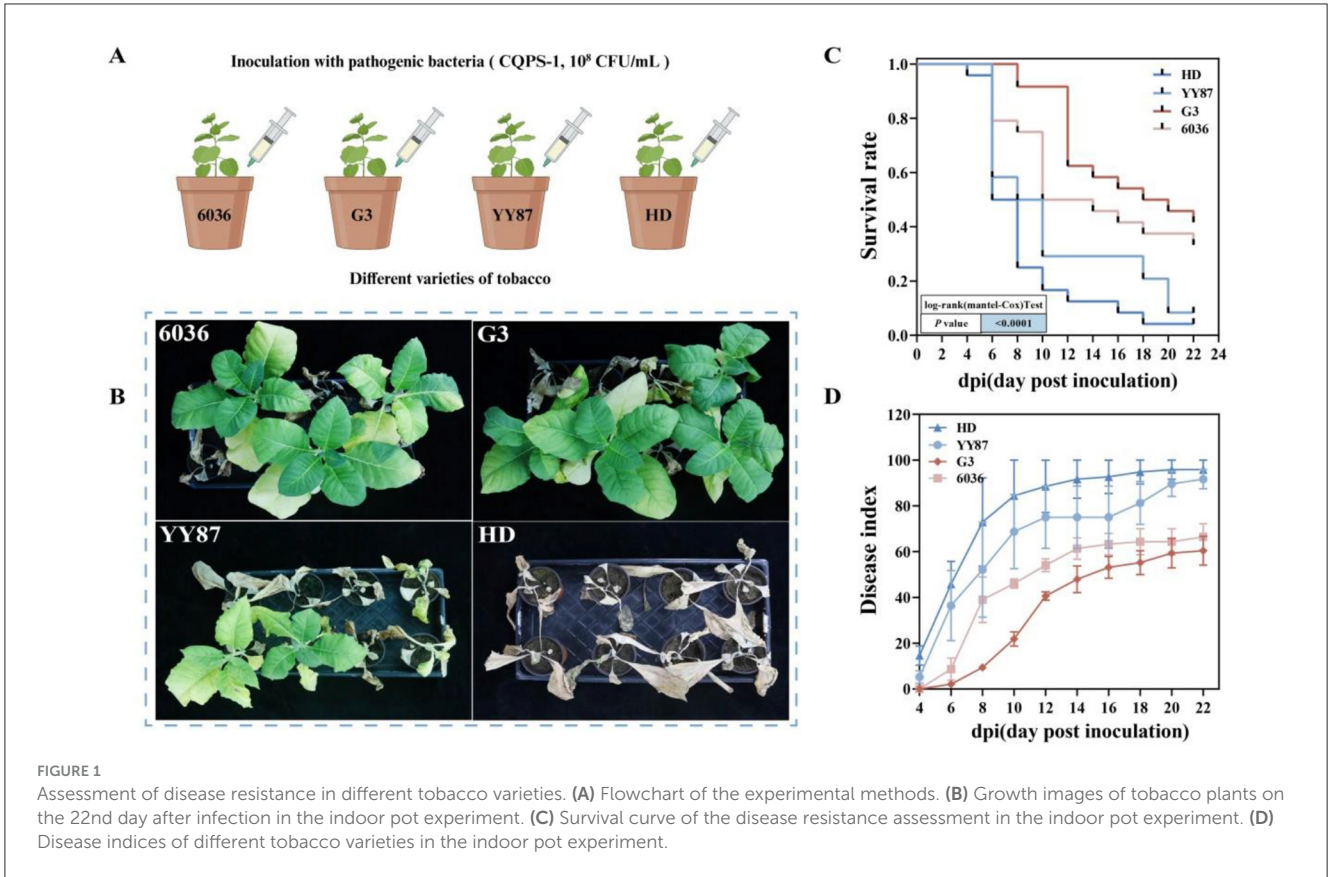 A
Inoculation with pathogenic bacteria ( CQPS-1, 10⁸ CFU/mL )
6036
G3
YY87
HD
Different varieties of tobacco
B
6036
G3
YY87
HD
C
1.0
0.8
0.6
0.4
0.2
0.0
Survival rate
HD
YY87
G3
6036
log-rank(mantel-Cox)Test
P value
<0.0001
0 2 4 6 8 10 12 14 16 18 20 22 24
dpi(day post inoculation)
D
120
100
80
60
40
20
0
Disease index
HD
YY87
G3
6036
4 6 8 10 12 14 16 18 20 22
dpi(day post inoculation)
FIGURE 1
Assessment of disease resistance in different tobacco varieties. (A) Flowchart of the experimental methods. (B) Growth images of tobacco plants on
the 22nd day after infection in the indoor pot experiment. (C) Survival curve of the disease resistance assessment in the indoor pot experiment. (D)
Disease indices of different tobacco varieties in the indoor pot experiment.